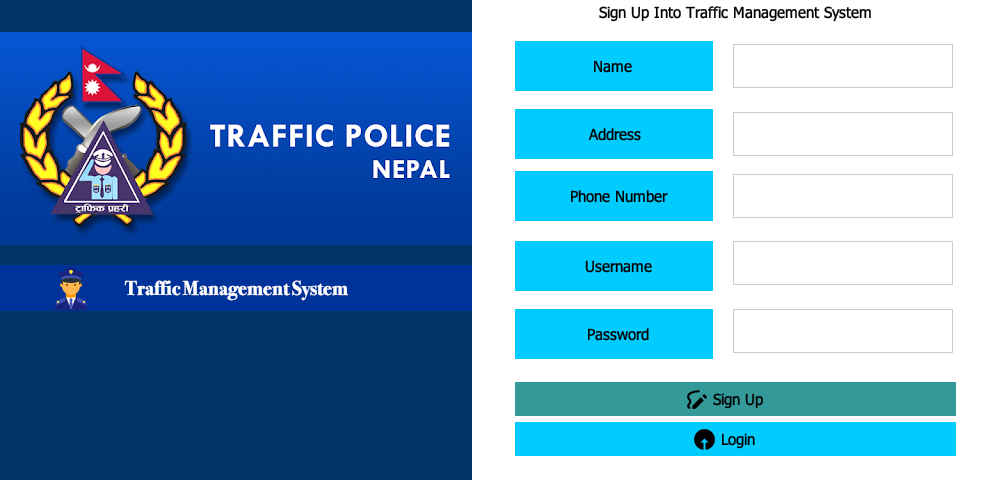 TRAFFIC POLICE
NEPAL
ट्राफिक प्रहरी
Traffic Management System
Sign Up Into Traffic Management System
Name
Address
Phone Number
Username
Password
Sign Up
Login